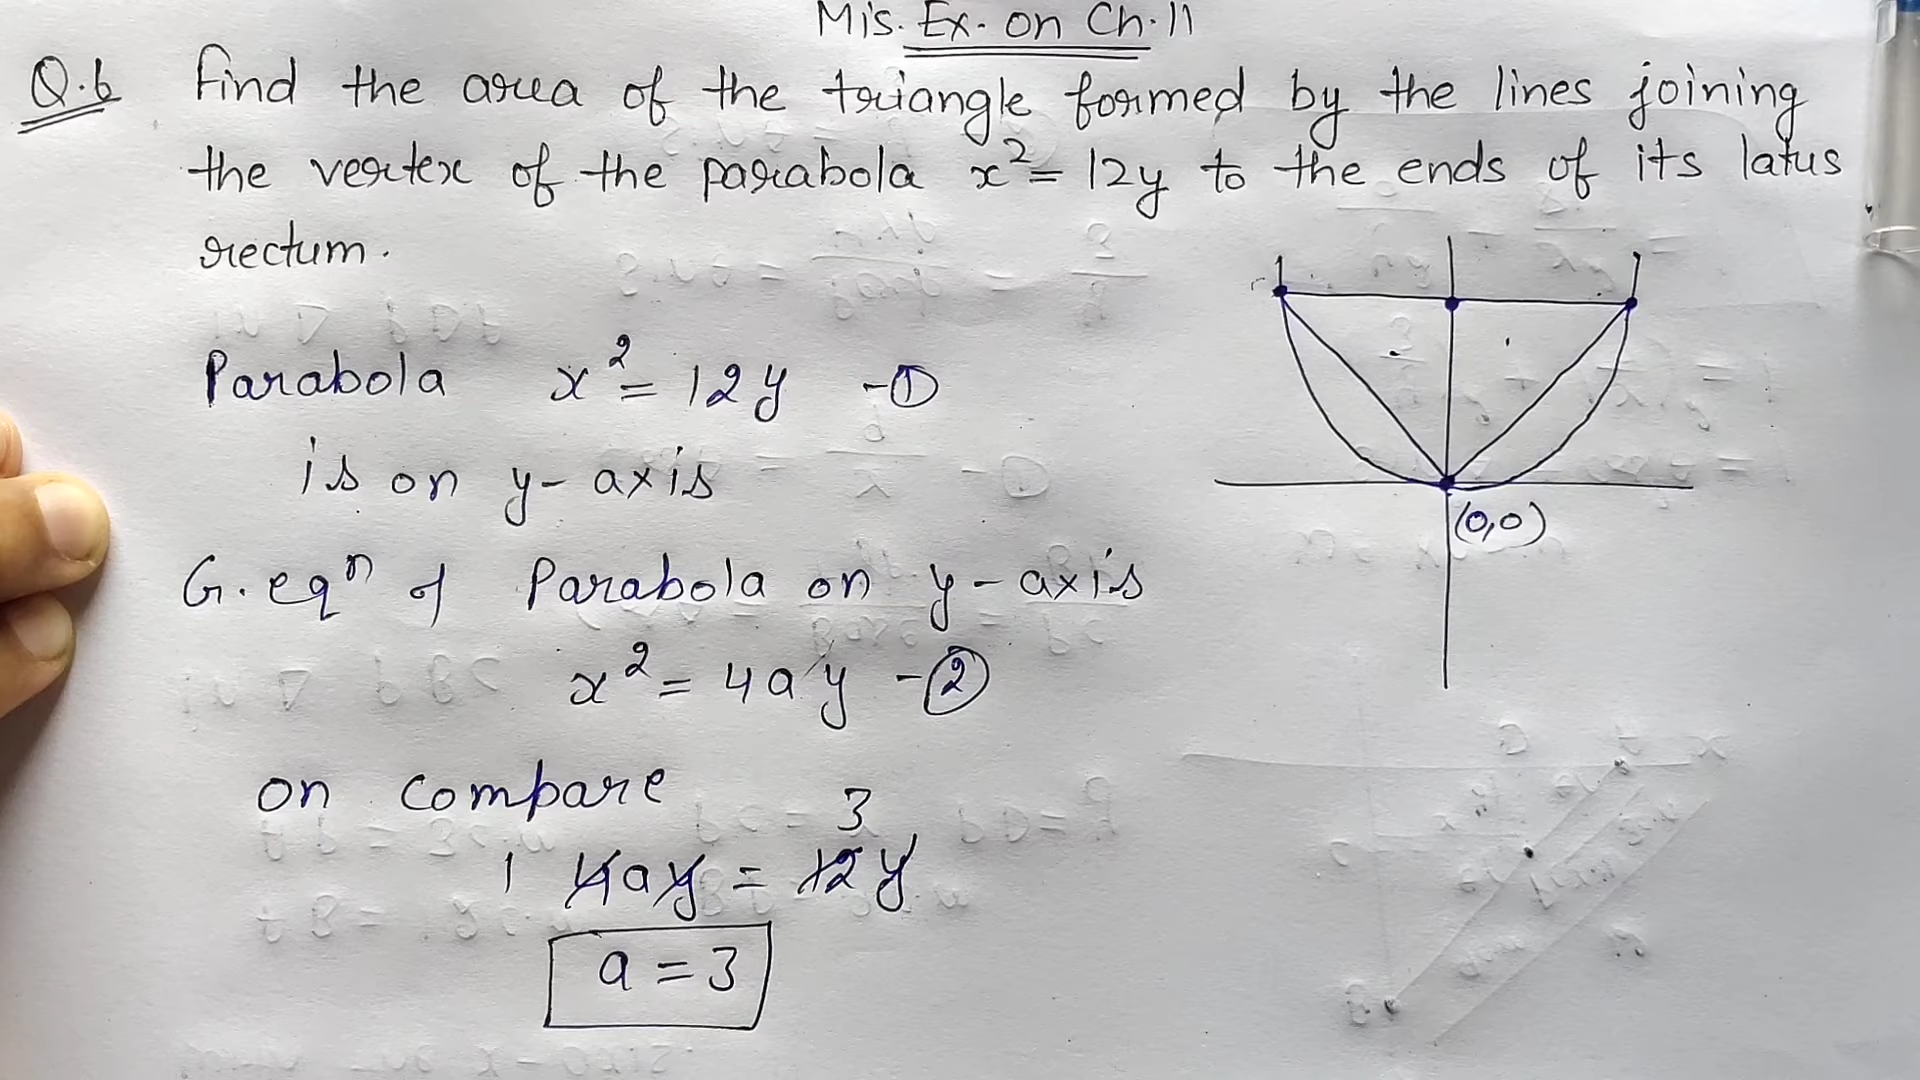 Mis. Ex. on Ch. 11
Q.6 Find the area of the triangle formed by the lines joining
the vertex of the parabola x² = 12y to the ends of its latus
rectum.
Parabola x² = 12y - ①
is on y-axis
G. eqⁿ of Parabola on y-axis
x² = 4ay - ②
on compare
3
1 4ay = 12y
a = 3
(0,0)